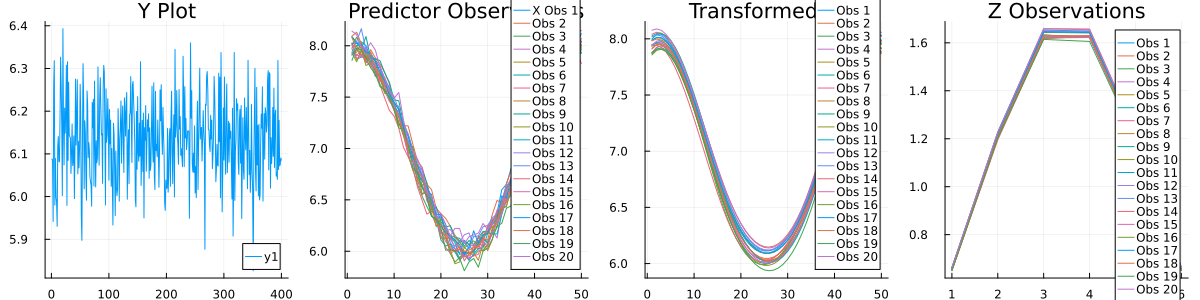 Y Plot
6.4
6.3
6.2
6.1
6.0
5.9
0
100
200
300
400
y1
Predictor Obser
8.0
7.5
7.0
6.5
6.0
0
10
20
30
40
50
X Obs 1
Obs 2
Obs 3
Obs 4
Obs 5
Obs 6
Obs 7
Obs 8
Obs 9
Obs 10
Obs 11
Obs 12
Obs 13
Obs 14
Obs 15
Obs 16
Obs 17
Obs 18
Obs 19
Obs 20
Transformed
8.0
7.5
7.0
6.5
6.0
0
10
20
30
40
50
Obs 1
Obs 2
Obs 3
Obs 4
Obs 5
Obs 6
Obs 7
Obs 8
Obs 9
Obs 10
Obs 11
Obs 12
Obs 13
Obs 14
Obs 15
Obs 16
Obs 17
Obs 18
Obs 19
Obs 20
Z Observations
1.6
1.4
1.2
1.0
0.8
1
2
3
4
Obs 1
Obs 2
Obs 3
Obs 4
Obs 5
Obs 6
Obs 7
Obs 8
Obs 9
Obs 10
Obs 11
Obs 12
Obs 13
Obs 14
Obs 15
Obs 16
Obs 17
Obs 18
Obs 19
Obs 20